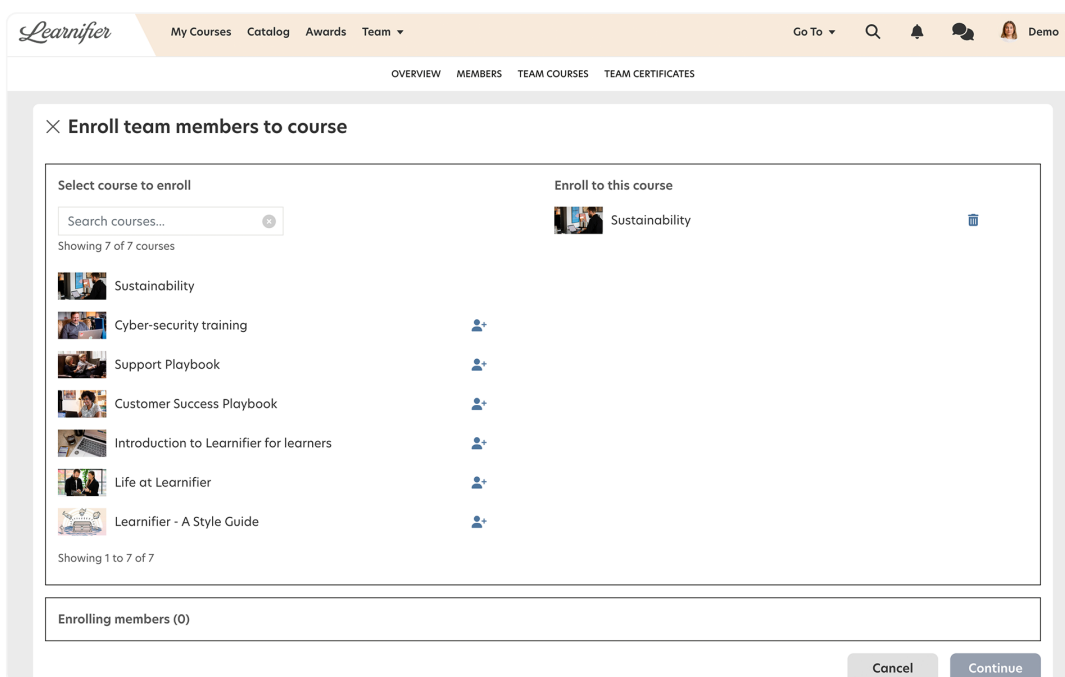 Learnifier
My Courses Catalog Awards Team
Go To
Demo
OVERVIEW MEMBERS TEAM COURSES TEAM CERTIFICATES
Enroll team members to course
Select course to enroll
Search courses...
Showing 7 of 7 courses
Sustainability
Cyber-security training
Support Playbook
Customer Success Playbook
Introduction to Learnifier for learners
Life at Learnifier
Learnifier - A Style Guide
Showing 1 to 7 of 7
Enroll to this course
Sustainability
Enrolling members (0)
Cancel
Continue